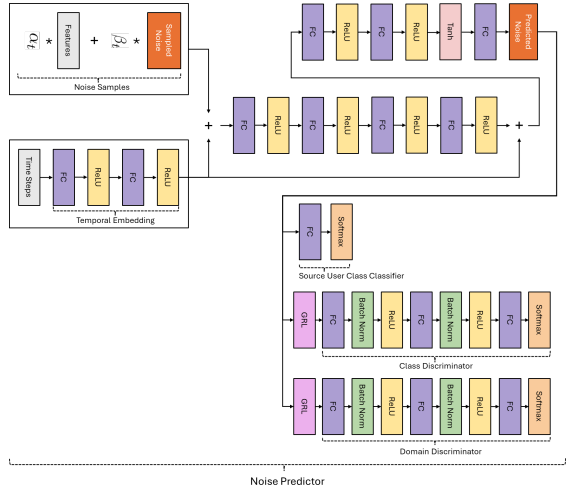 αt * Features + βt * Sampled Noise
Noise Samples
Time Steps FC ReLU FC ReLU
Temporal Embedding
FC ReLU FC ReLU Tanh FC Predicted Noise
+ FC ReLU FC ReLU FC ReLU FC ReLU +
FC Softmax
Source User Class Classifier
GRL FC Batch Norm ReLU FC Batch Norm ReLU FC Softmax
Class Discriminator
GRL FC Batch Norm ReLU FC Batch Norm ReLU FC Softmax
Domain Discriminator
Noise Predictor